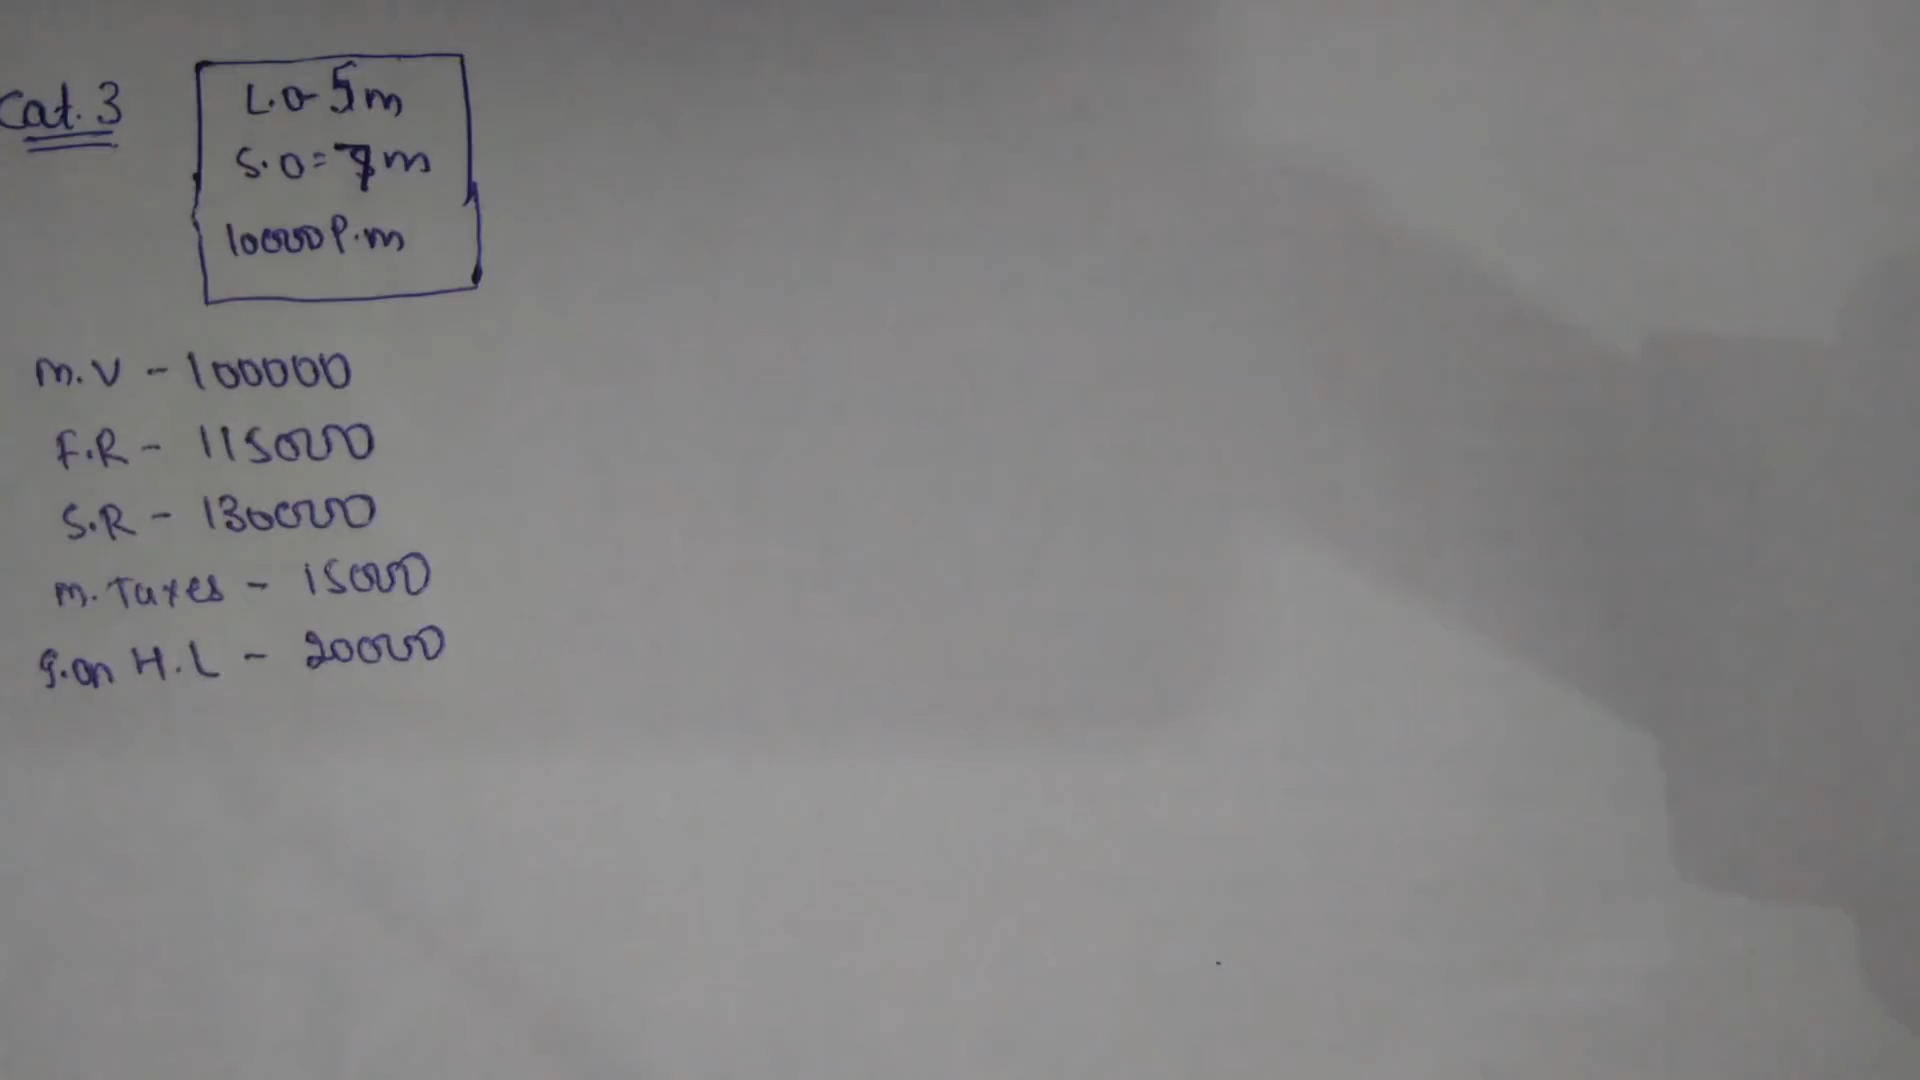 Cat. 3
L.O - 5m
S.O = 7m
10000 P.m
m.V - 100000
F.R - 115000
S.R - 130000
m. Taxes - 15000
I. on H.L - 20000